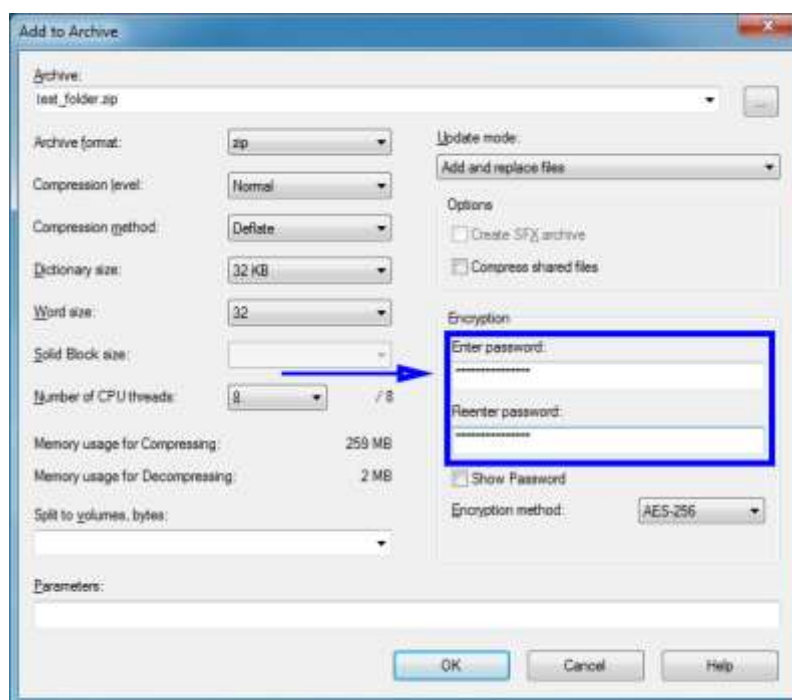 Add to Archive
Archive:
test_folder.zip
...
Archive format:
zip
Compression level:
Normal
Compression method:
Deflate
Dictionary size:
32 KB
Word size:
32
Solid Block size:
Number of CPU threads:
8
/ 8
Memory usage for Compressing:
259 MB
Memory usage for Decompressing:
2 MB
Split to volumes, bytes:
Update mode:
Add and replace files
Options
Create SFX archive
Compress shared files
Encryption
Enter password:
Reenter password:
Show Password
Encryption method:
AES-256
Parameters:
OK
Cancel
Help